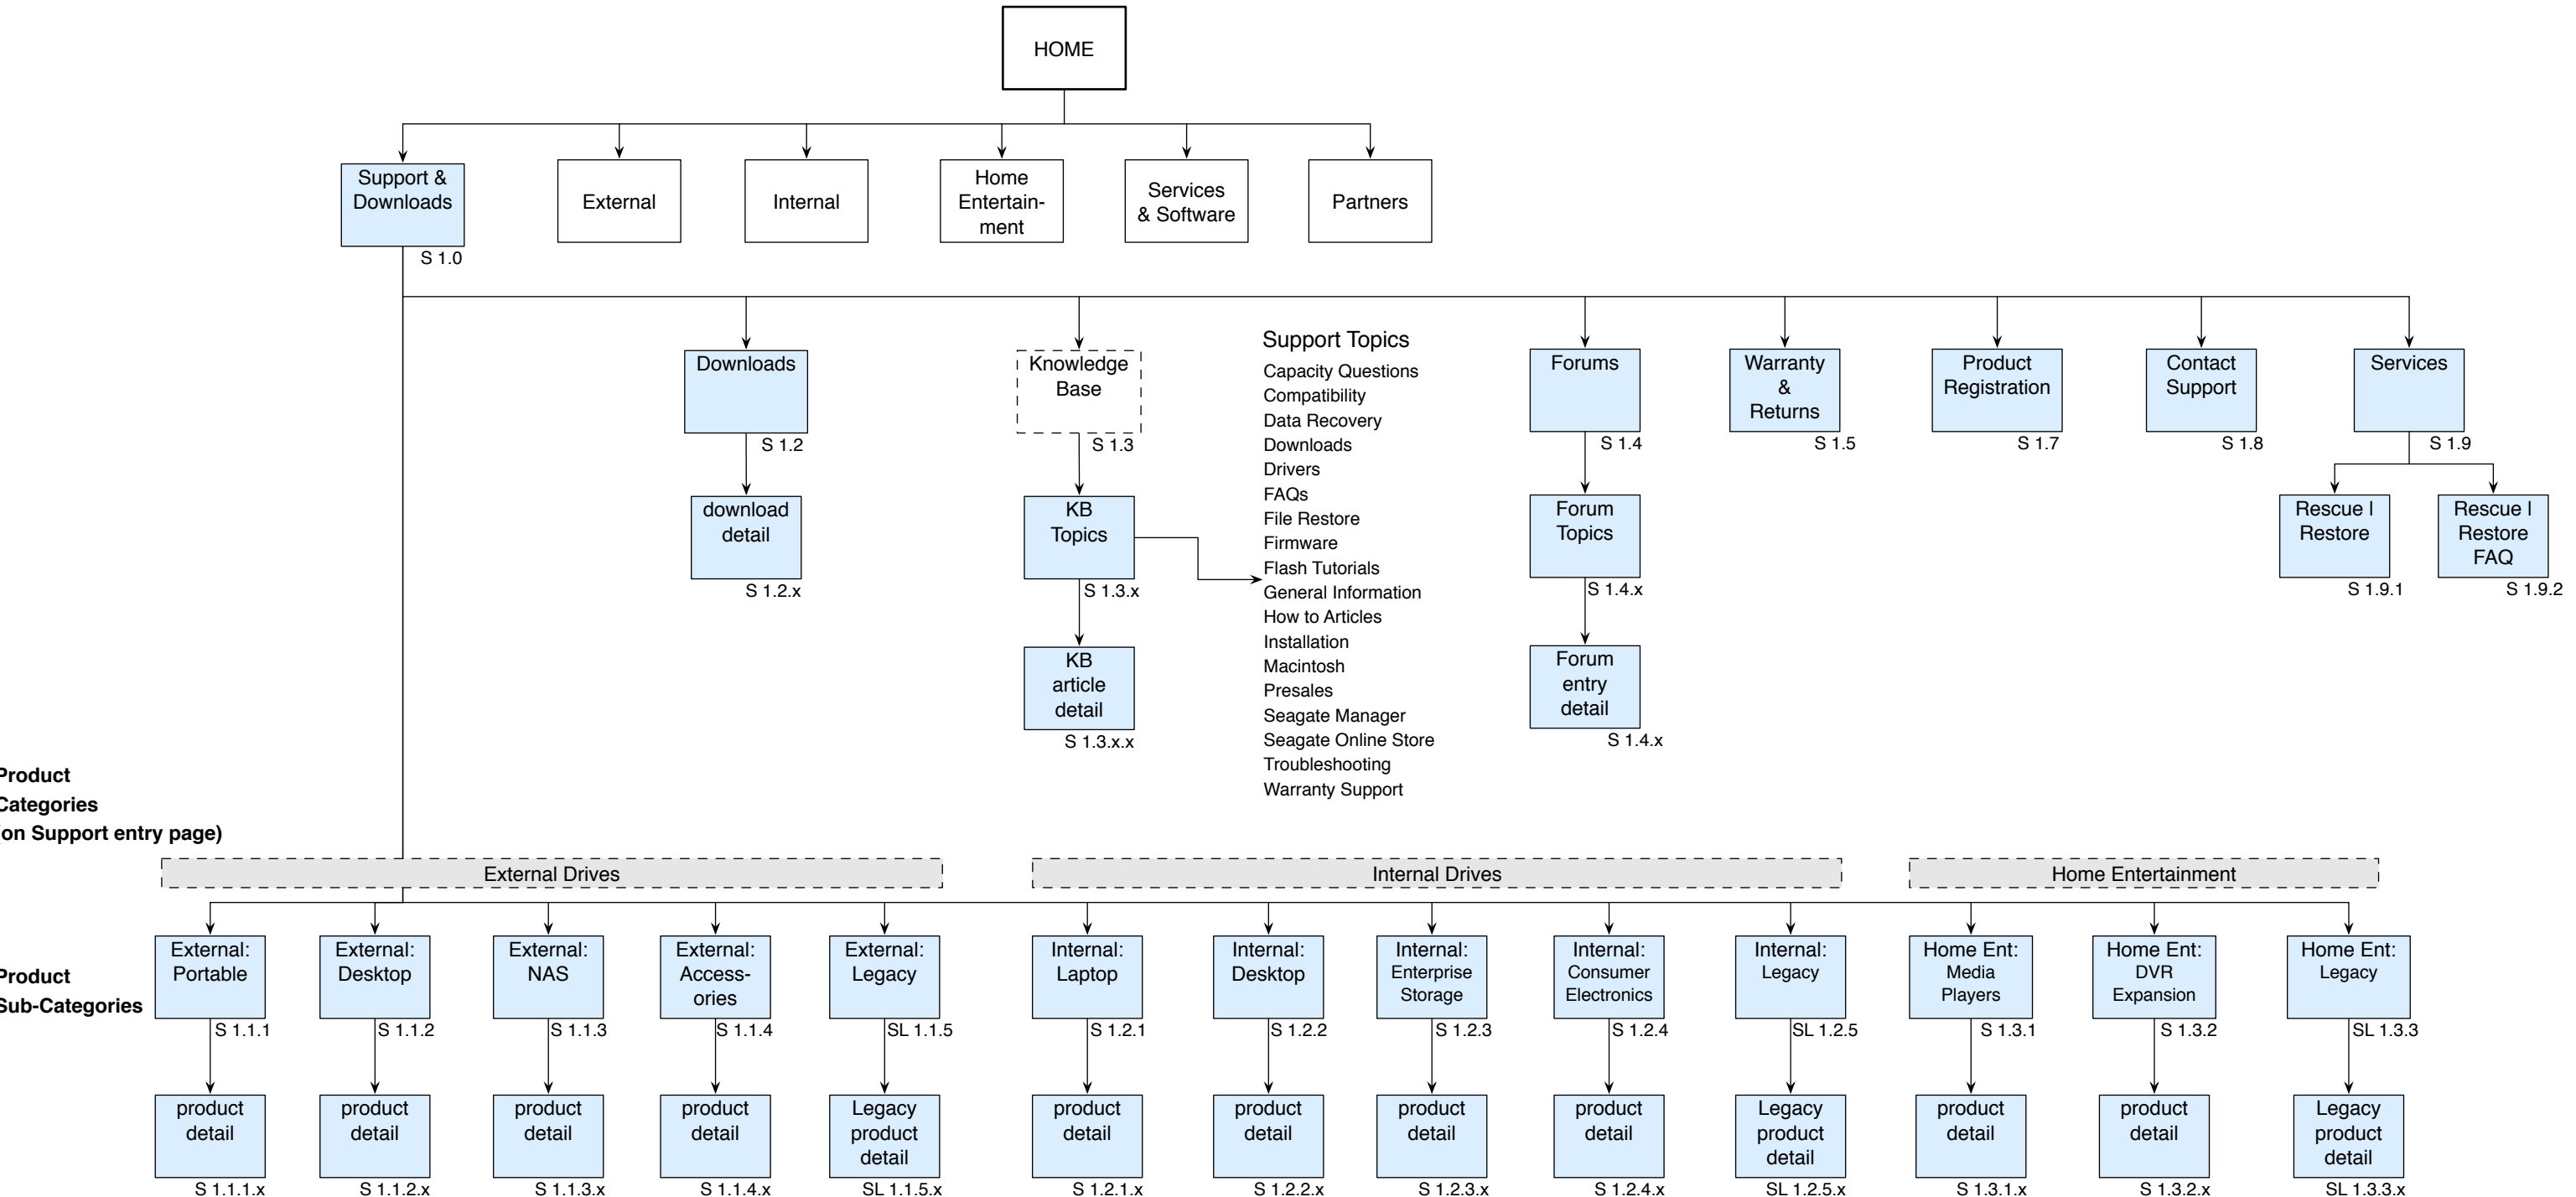 HOME
Support &
Downloads
S 1.0
External
Internal
Home
Entertain-
ment
Services
& Software
Partners
Downloads
S 1.2
download
detail
S 1.2.x
Knowledge
Base
S 1.3
KB
Topics
S 1.3.x
KB
article
detail
S 1.3.x.x
Support Topics
Capacity Questions
Compatibility
Data Recovery
Downloads
Drivers
FAQs
File Restore
Firmware
Flash Tutorials
General Information
How to Articles
Installation
Macintosh
Presales
Seagate Manager
Seagate Online Store
Troubleshooting
Warranty Support
Forums
S 1.4
Forum
Topics
S 1.4.x
Forum
entry
detail
S 1.4.x
Warranty
&
Returns
S 1.5
Product
Registration
S 1.7
Contact
Support
S 1.8
Services
S 1.9
Rescue |
Restore
S 1.9.1
Rescue |
Restore
FAQ
S 1.9.2
Product
Categories
on Support entry page)
External Drives
Internal Drives
Home Entertainment
Product
Sub-Categories
External:
Portable
S 1.1.1
External:
Desktop
S 1.1.2
External:
NAS
S 1.1.3
External:
Access-
ories
S 1.1.4
External:
Legacy
SL 1.1.5
Internal:
Laptop
S 1.2.1
Internal:
Desktop
S 1.2.2
Internal:
Enterprise
Storage
S 1.2.3
Internal:
Consumer
Electronics
S 1.2.4
Internal:
Legacy
SL 1.2.5
Home Ent:
Media
Players
S 1.3.1
Home Ent:
DVR
Expansion
S 1.3.2
Home Ent:
Legacy
SL 1.3.3
product
detail
S 1.1.1.x
product
detail
S 1.1.2.x
product
detail
S 1.1.3.x
product
detail
S 1.1.4.x
Legacy
product
detail
SL 1.1.5.x
product
detail
S 1.2.1.x
product
detail
S 1.2.2.x
product
detail
S 1.2.3.x
product
detail
S 1.2.4.x
Legacy
product
detail
SL 1.2.5.x
product
detail
S 1.3.1.x
product
detail
S 1.3.2.x
Legacy
product
detail
SL 1.3.3.x